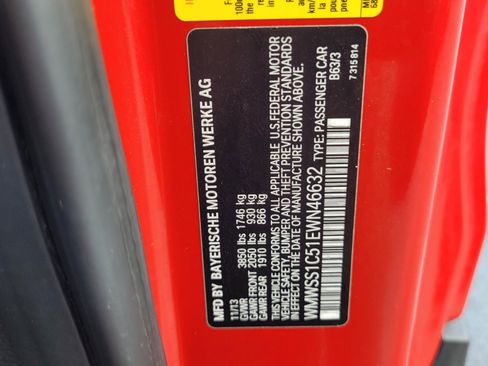 MFD BY BAYERISCHE MOTOREN WERKE AG
11/13
GVWR 3850 lbs 1746 kg
GAWR FRONT 2050 lbs 930 kg
GAWR REAR 1910 lbs 866 kg
THIS VEHICLE CONFORMS TO ALL APPLICABLE U.S.FEDERAL MOTOR
VEHICLE SAFETY, BUMPER AND THEFT PREVENTION STANDARDS
IN EFFECT ON THE DATE OF MANUFACTURE SHOWN ABOVE.
WMWSS1C51EWN46632 TYPE: PASSENGER CAR
B63/3
7 315 814